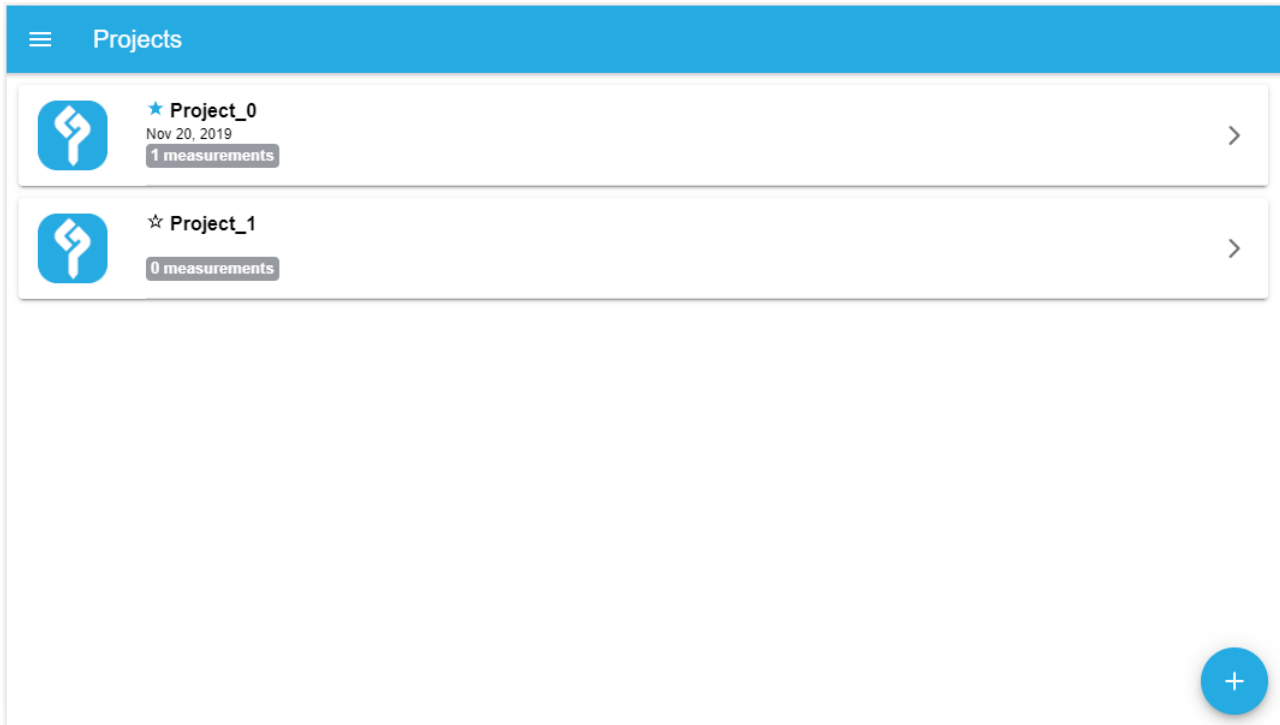 Projects
Project_0
Nov 20, 2019
1 measurements
Project_1
0 measurements